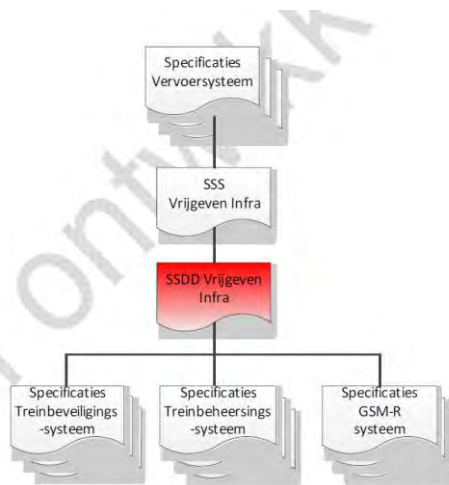 Specificaties
Vervoersysteem
SSS
Vrijgeven Infra
SSDD Vrijgeven
Infra
Specificaties
Treinbeveiligings
-systeem
Specificaties
Treinbeheersings
-systeem
Specificaties
GSM-R
systeem